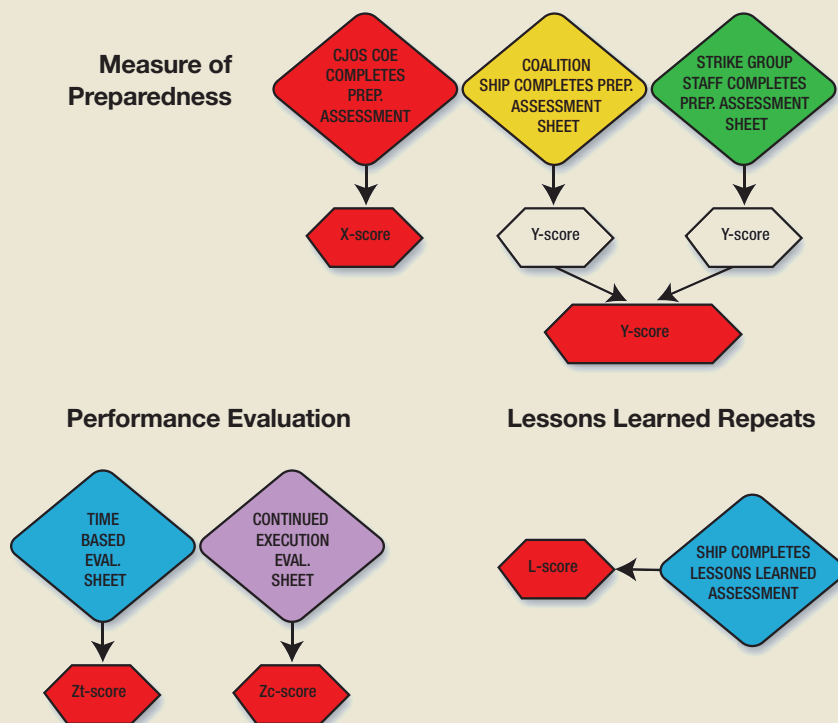 Measure of
Preparedness
CJOS COE
COMPLETES
PREP.
ASSESSMENT
COALITION
SHIP COMPLETES PREP.
ASSESSMENT
SHEET
STRIKE GROUP
STAFF COMPLETES
PREP. ASSESSMENT
SHEET
X-score
Y-score
Y-score
Y-score
Performance Evaluation
Lessons Learned Repeats
TIME
BASED
EVAL.
SHEET
CONTINUED
EXECUTION
EVAL.
SHEET
L-score
SHIP COMPLETES
LESSONS LEARNED
ASSESSMENT
Zt-score
Zc-score